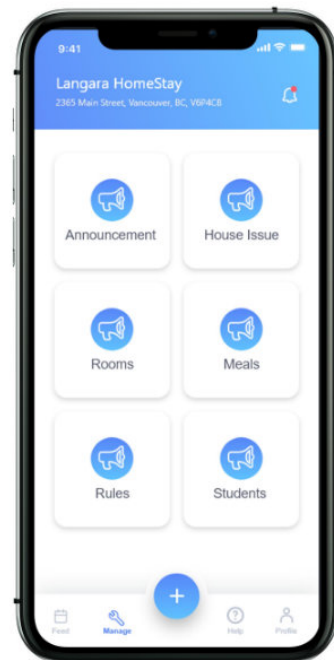 9:41
Langara HomeStay
2365 Main Street, Vancouver, BC, V6P4C8
Announcement
House Issue
Rooms
Meals
Rules
Students
Feed
Manage
Help
Profile